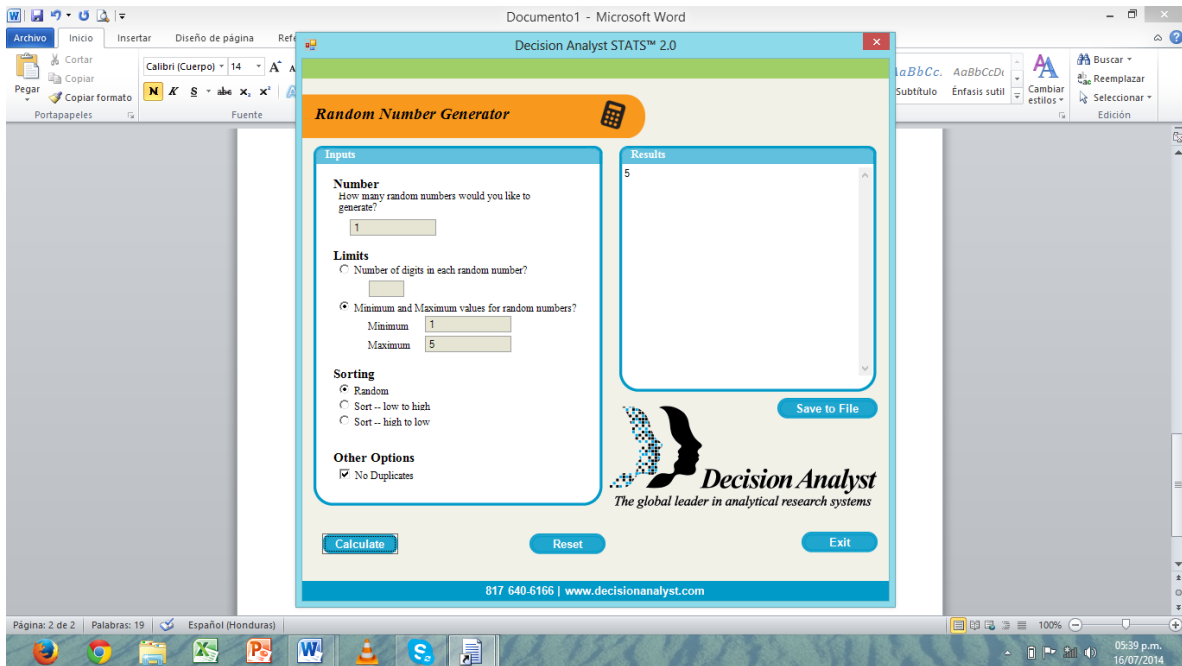 Documento1 - Microsoft Word
Archivo Inicio Insertar Diseño de página Refe
Pegar
Cortar
Copiar
Copiar formato
Portapapeles
Calibri (Cuerpo) 14
N K S abc x₂ x²
Fuente
AaBbCc. AaBbCcDc
Subtítulo Énfasis sutil
Cambiar estilos
Buscar
Reemplazar
Seleccionar
Edición
Decision Analyst STATS™ 2.0
Random Number Generator
Inputs
Number
How many random numbers would you like to
generate?
1
Limits
Number of digits in each random number?
Minimum and Maximum values for random numbers?
Minimum 1
Maximum 5
Sorting
Random
Sort -- low to high
Sort -- high to low
Other Options
No Duplicates
Results
5
Save to File
Decision Analyst
The global leader in analytical research systems
Calculate Reset Exit
817 640-6166 | www.decisionanalyst.com
Página: 2 de 2 Palabras: 19 Español (Honduras) 100%
05:39 p.m.
16/07/2014